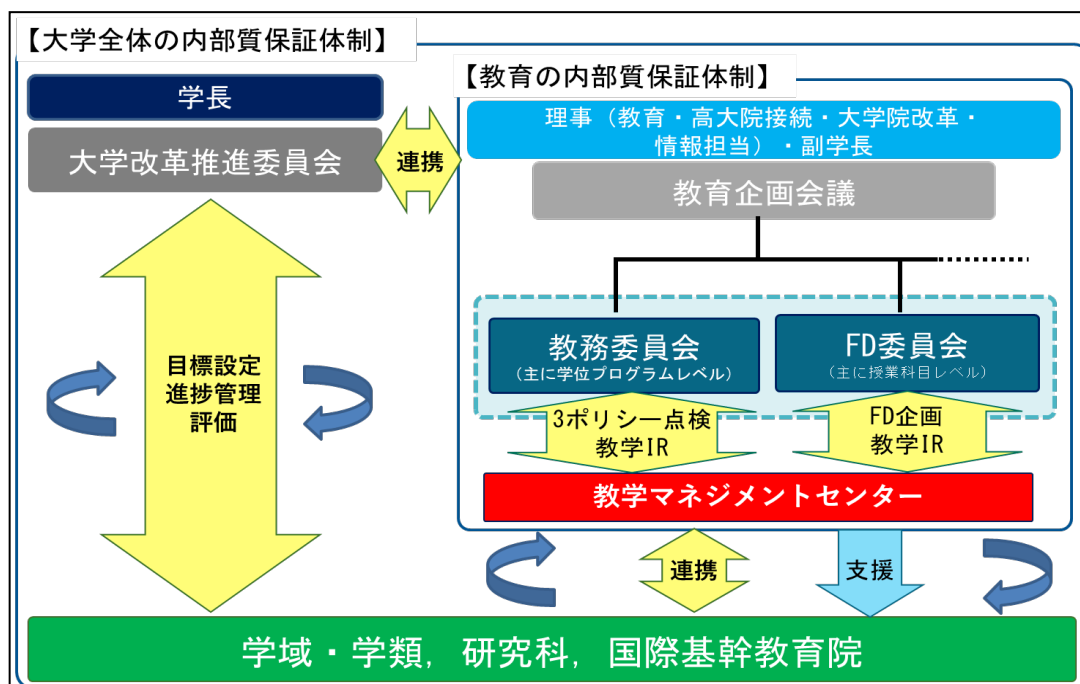 【大学全体の内部質保証体制】
学長
大学改革推進委員会
連携
【教育の内部質保証体制】
理事（教育・高大院接続・大学院改革・
情報担当）・副学長
教育企画会議
教務委員会
（主に学位プログラムレベル）
FD委員会
（主に授業科目レベル）
目標設定
進捗管理
評価
3ポリシー点検
教学IR
FD企画
教学IR
教学マネジメントセンター
連携
支援
学域・学類，研究科，国際基幹教育院